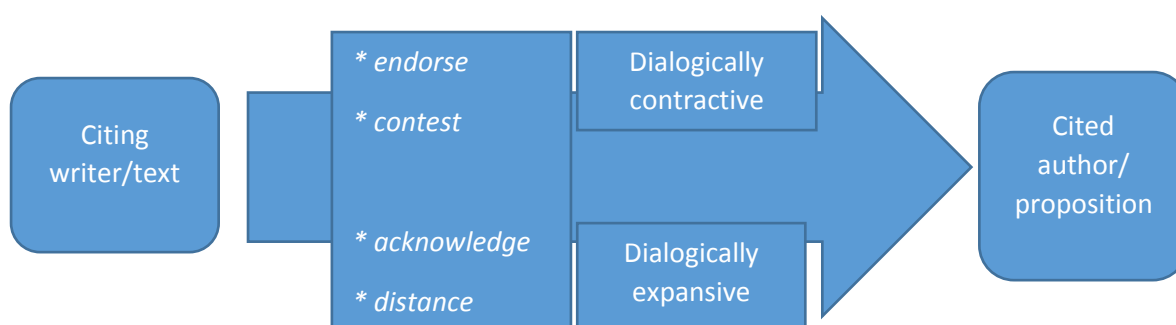 Citing
writer/text
* endorse
* contest
* acknowledge
* distance
Dialogically
contractive
Dialogically
expansive
Cited
author/
proposition